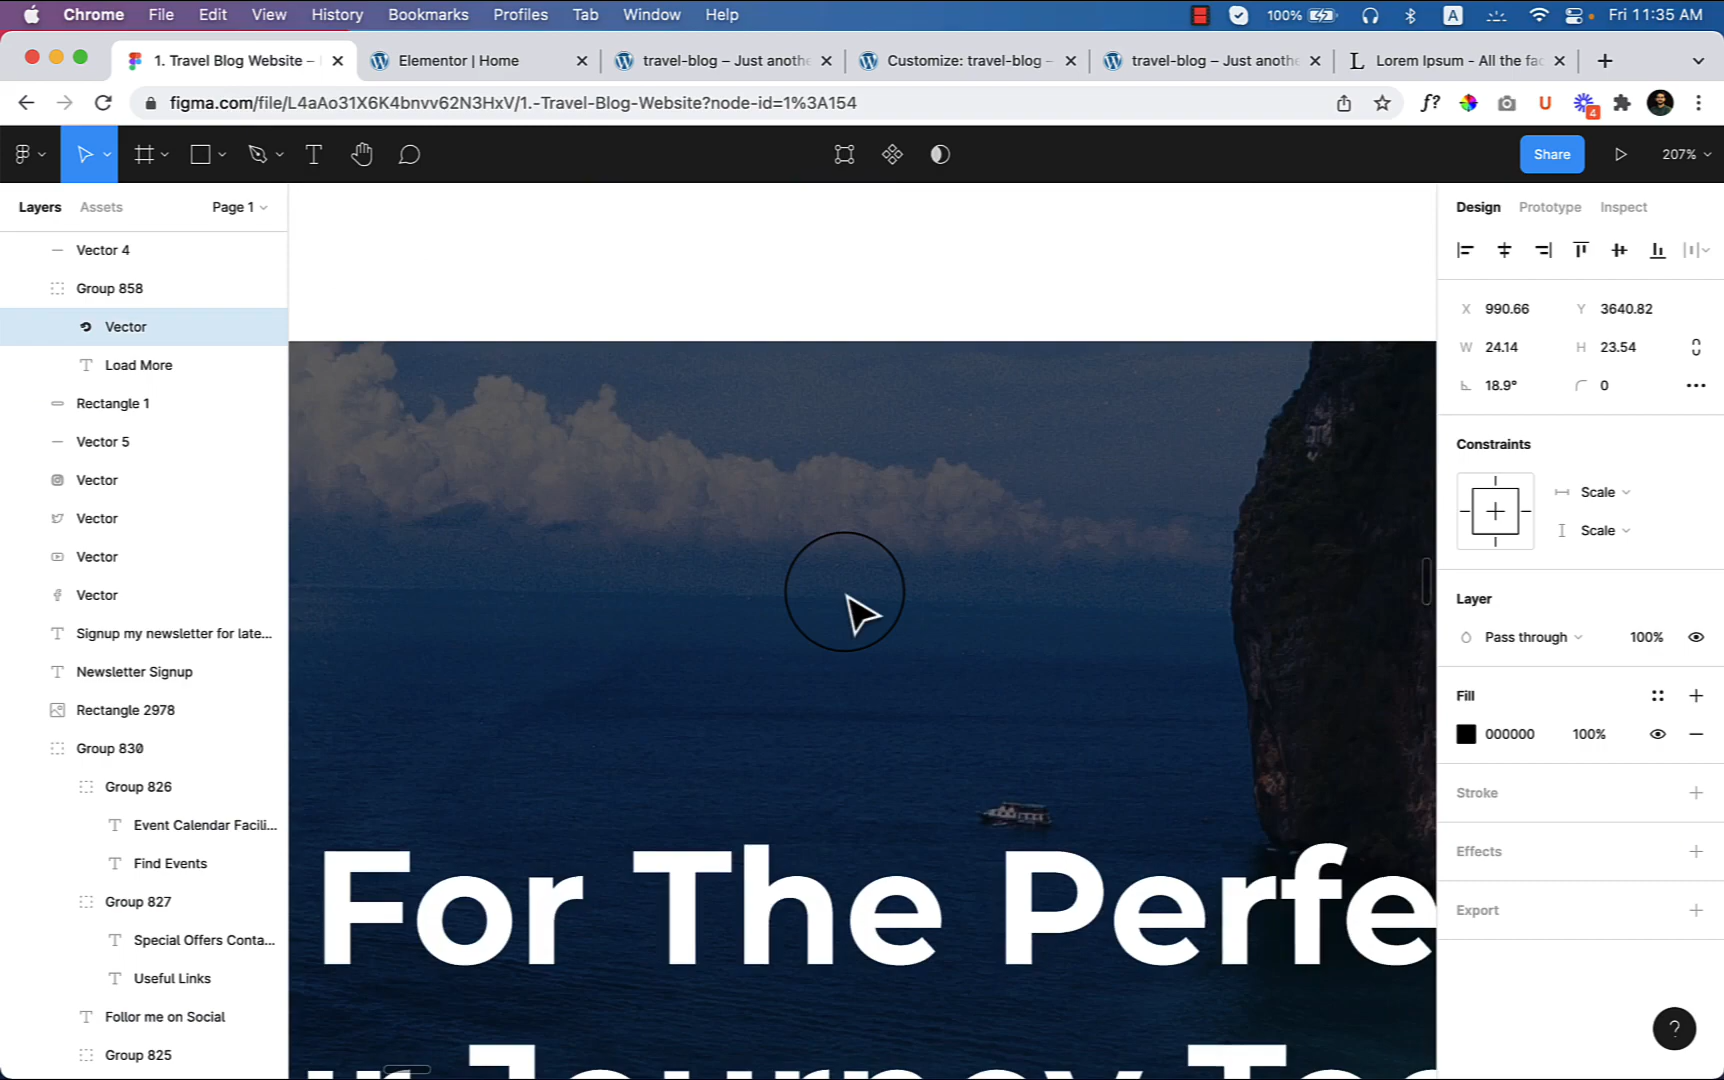 Chrome File Edit View History Bookmarks Profiles Tab Window Help 100% A Fri 11:35 AM
1. Travel Blog Website – Elementor | Home travel-blog – Just anothe Customize: travel-blog – travel-blog – Just anothe L Lorem Ipsum - All the fac
figma.com/file/L4aAo31X6K4bnvv62N3HxV/1.-Travel-Blog-Website?node-id=1%3A154 f? U 4
T Share 207%
Layers Assets Page 1 Design Prototype Inspect
Vector 4
Group 858
Vector
T Load More
Rectangle 1
Vector 5
Vector
Vector
Vector
Vector
T Signup my newsletter for late...
T Newsletter Signup
Rectangle 2978
Group 830
Group 826
T Event Calendar Facili...
T Find Events
Group 827
T Special Offers Conta...
T Useful Links
T Follor me on Social
Group 825
For The Perfe
X 990.66 Y 3640.82
W 24.14 H 23.54
18.9° 0
Constraints
Scale
Scale
Layer
Pass through 100%
Fill
000000 100%
Stroke
Effects
Export
?